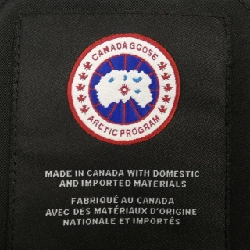 CANADA GOOSE
ARCTIC PROGRAM
MADE IN CANADA WITH DOMESTIC
AND IMPORTED MATERIALS
FABRIQUÉ AU CANADA
AVEC DES MATÉRIAUX D'ORIGINE
NATIONALE ET IMPORTÉS